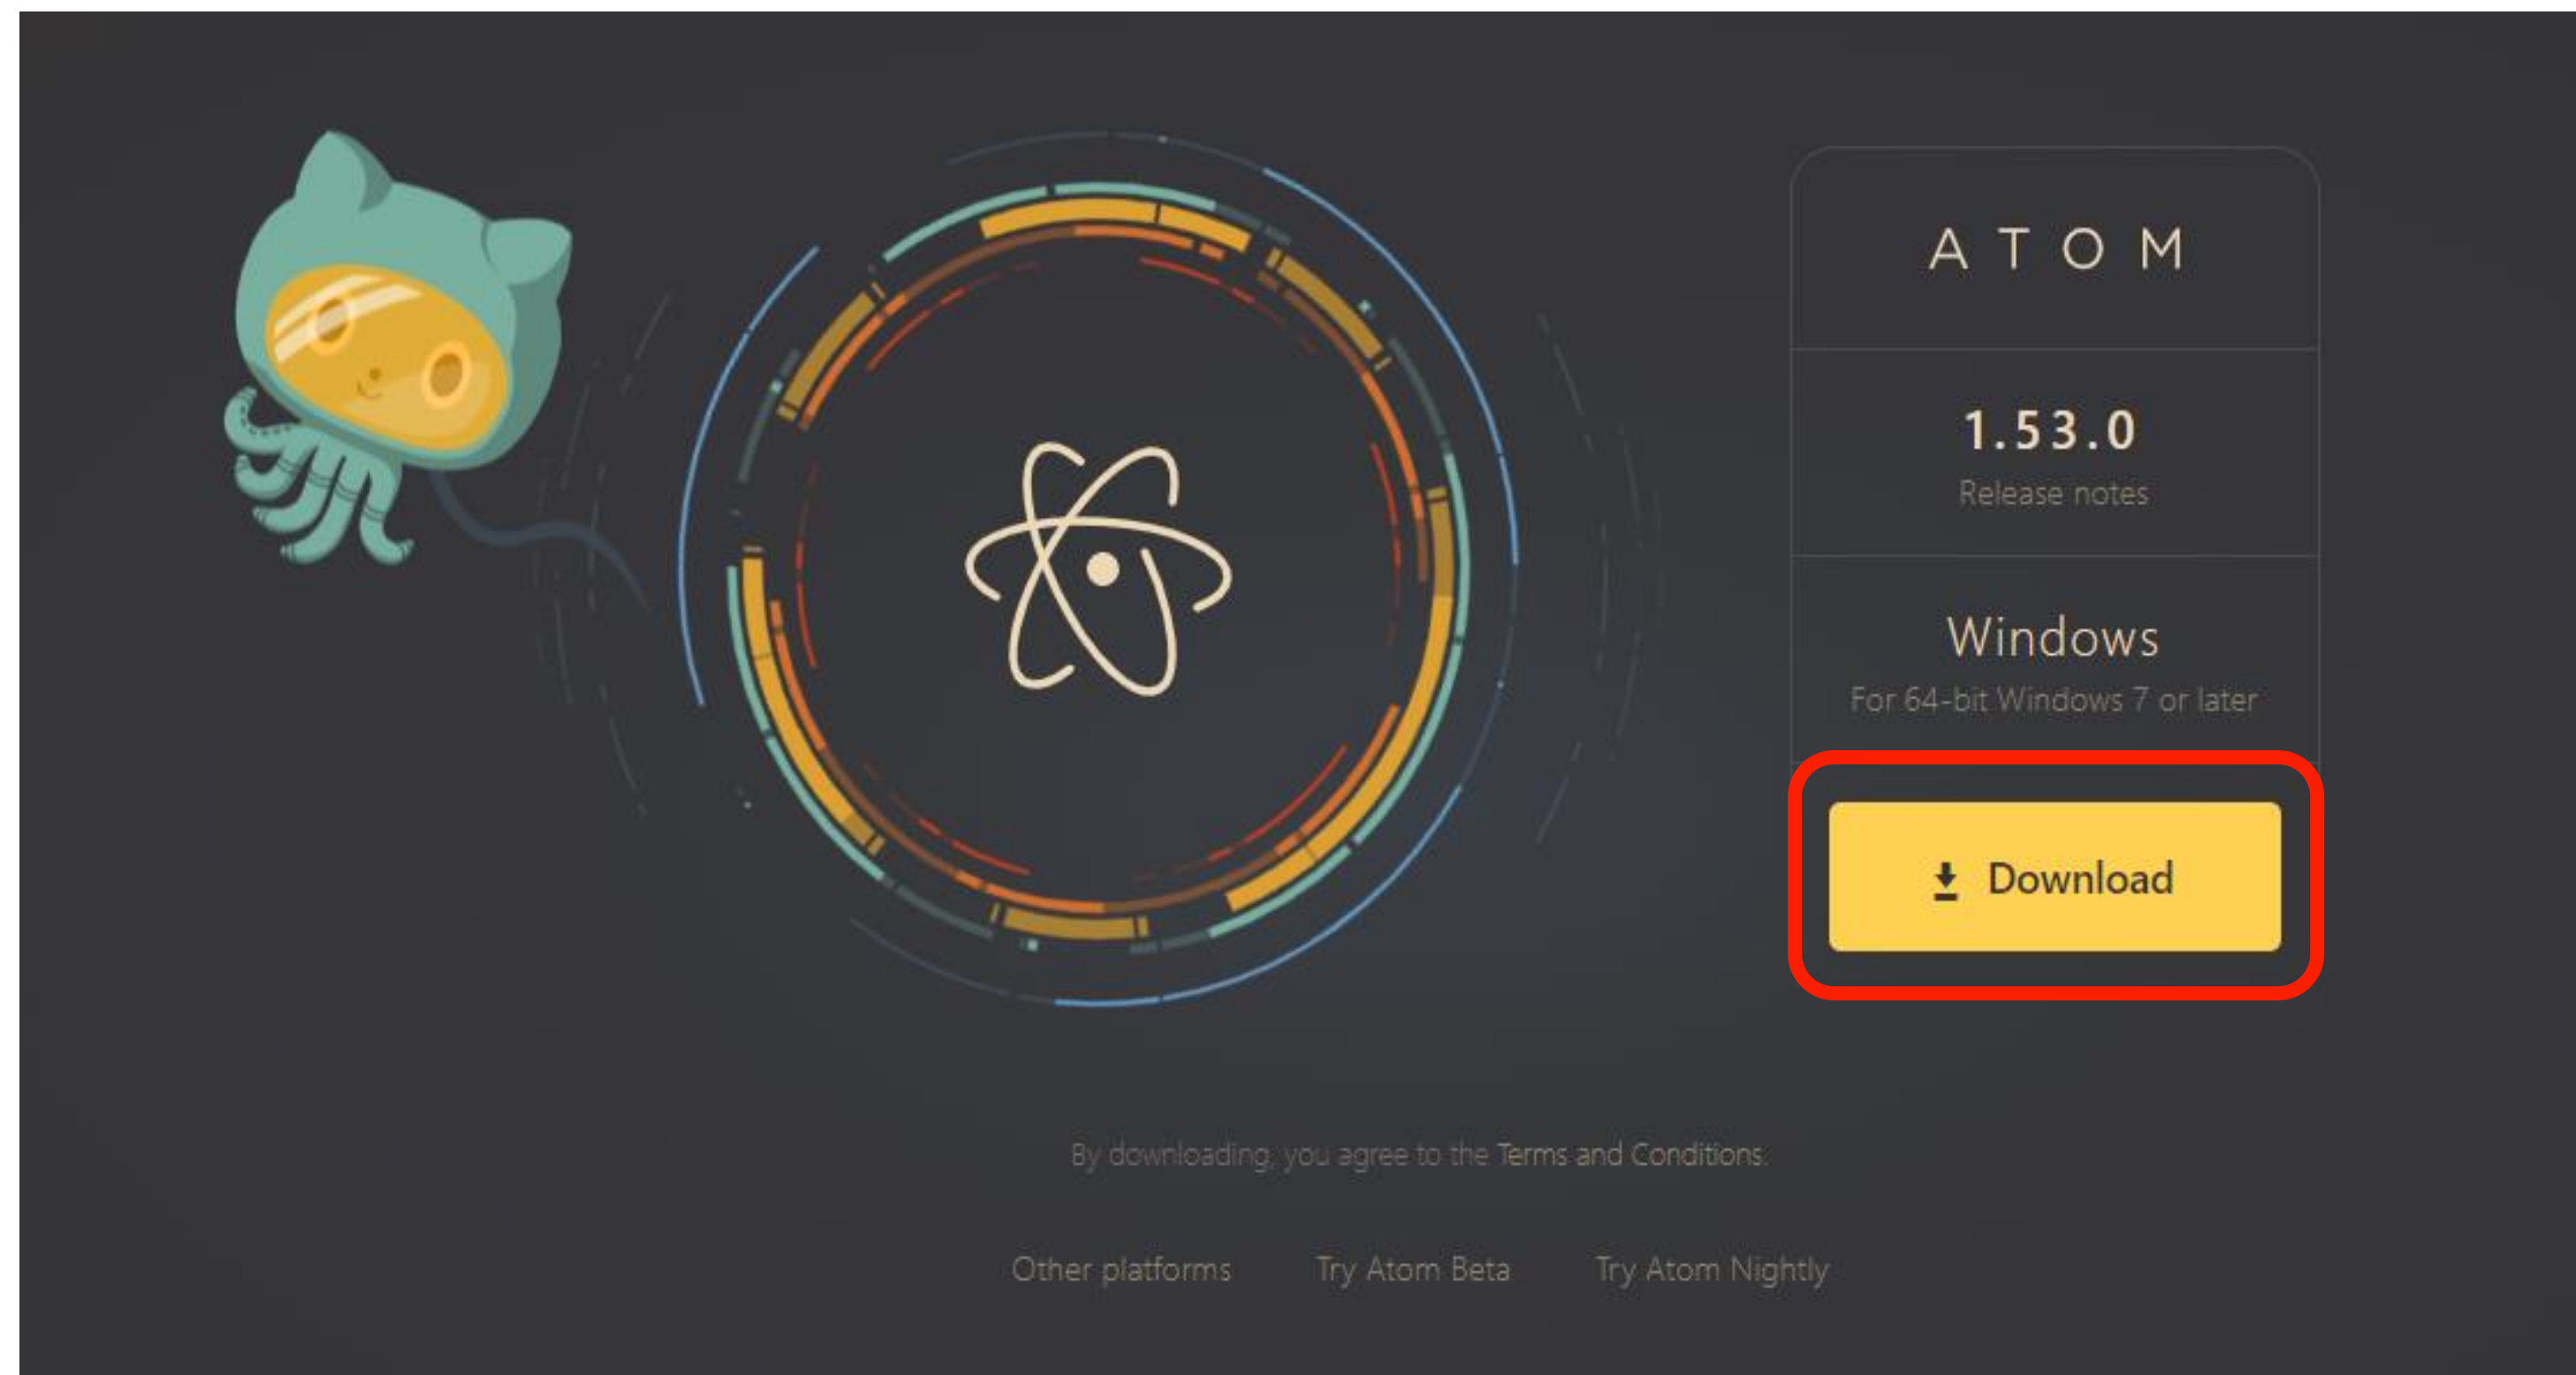 ATOM
1.53.0
Release notes
Windows
For 64-bit Windows 7 or later
Download
By downloading, you agree to the Terms and Conditions.
Other platforms Try Atom Beta Try Atom Nightly